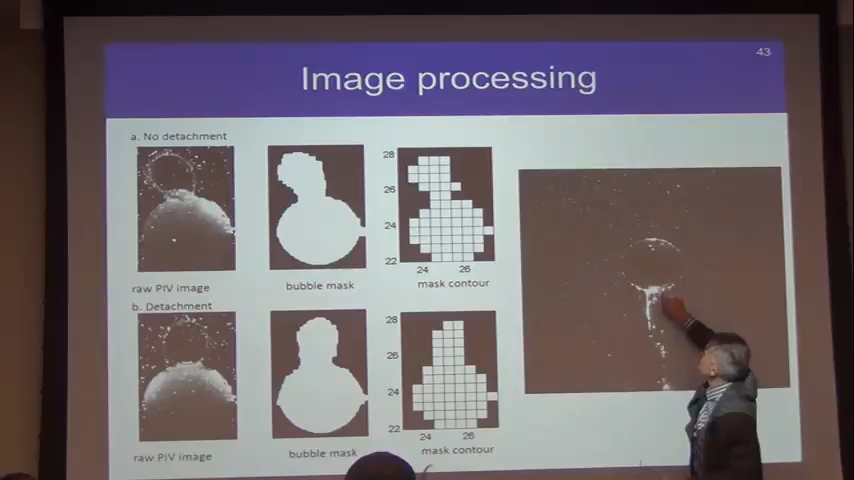 43
Image processing
a. No detachment
28
26
24
22
24 26
raw PIV image
bubble mask
mask contour
b. Detachment
28
26
24
22
24 26
raw PIV image
bubble mask
mask contour